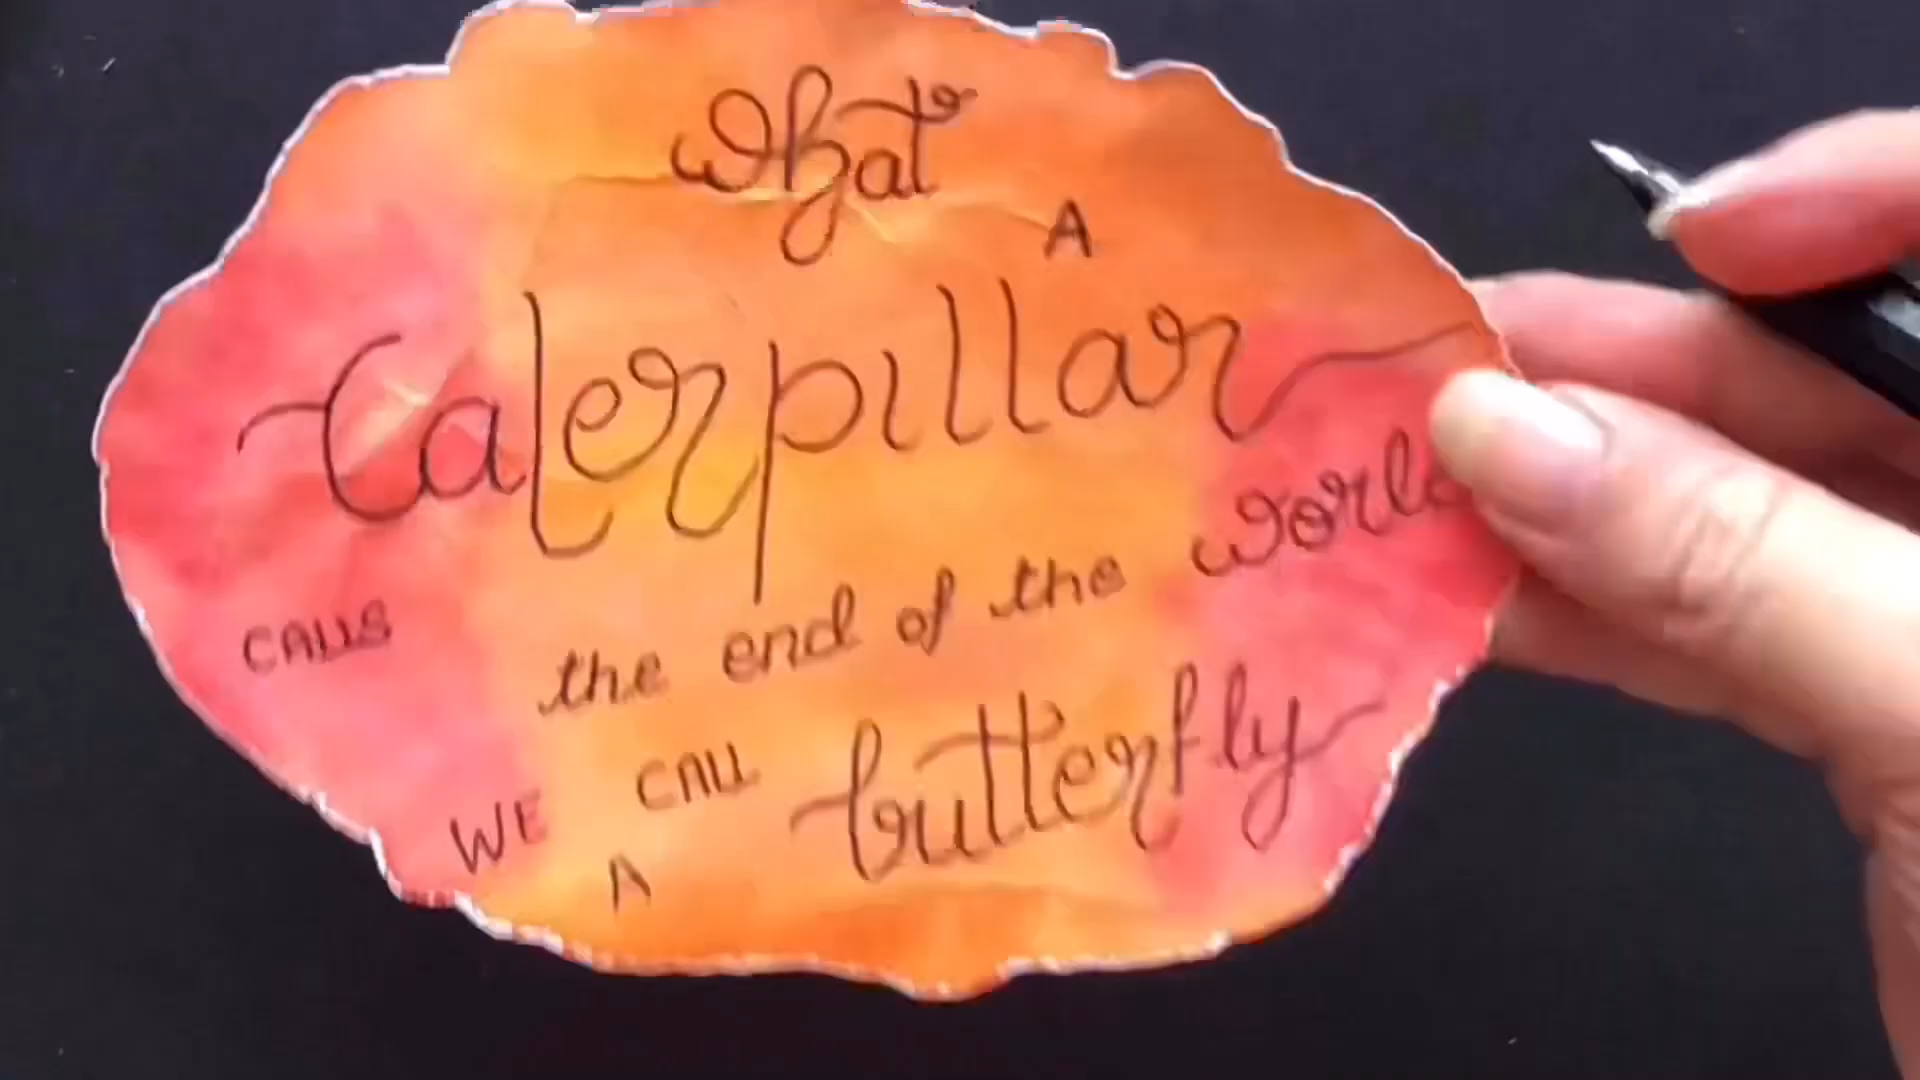 What
A
Caterpillar
CALLS the end of the world
WE CALL
A butterfly